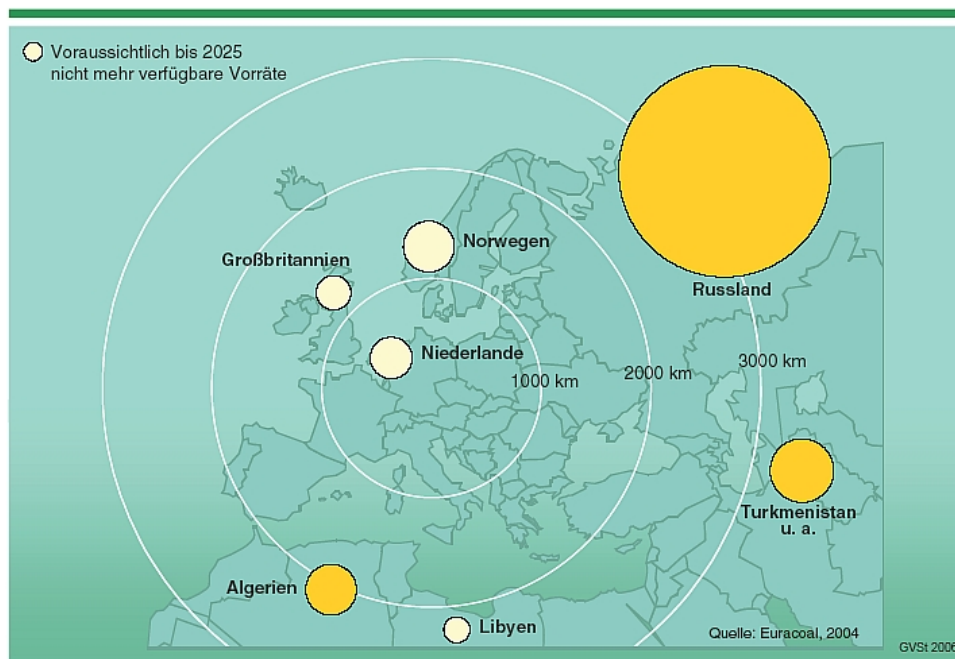 Voraussichtlich bis 2025
nicht mehr verfügbare Vorräte
Norwegen
Großbritannien
Russland
Niederlande
1000 km
2000 km
3000 km
Turkmenistan
u. a.
Algerien
Libyen
Quelle: Euracoal, 2004
GVSt 2006